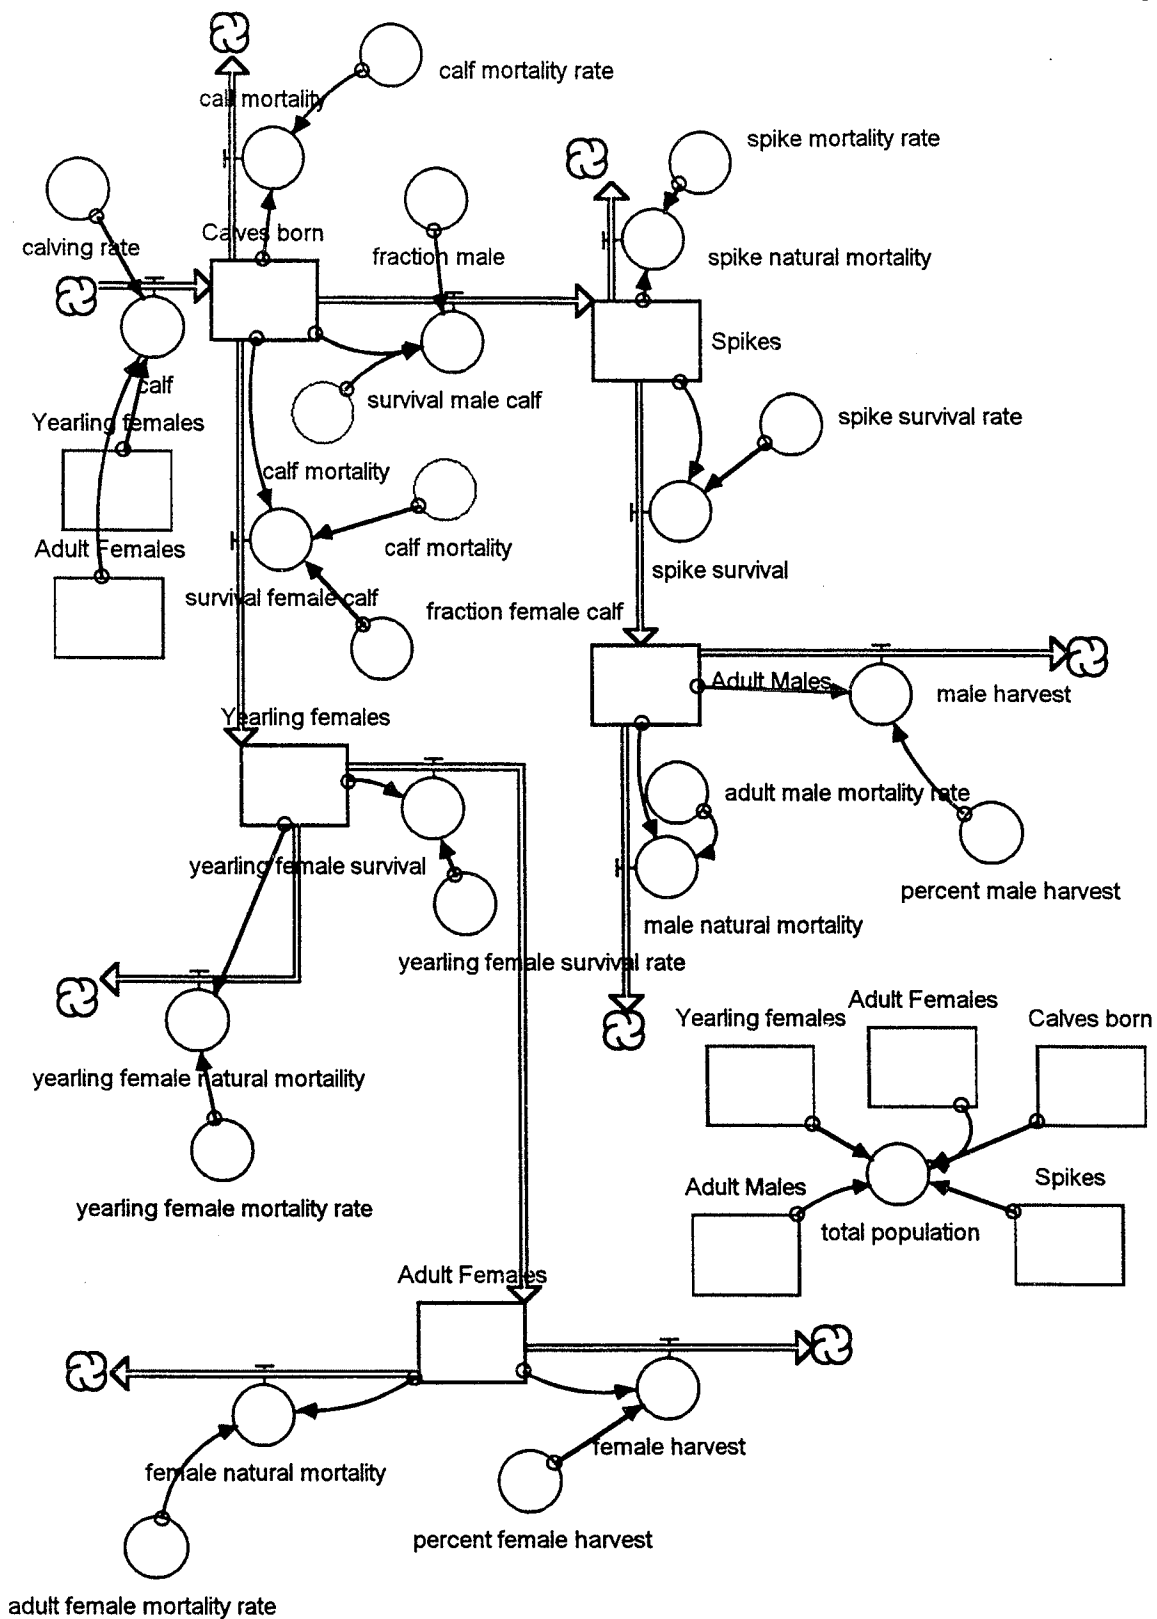 calf mortality rate
calf mortality
spike mortality rate
calving rate
Calves born
fraction male
spike natural mortality
Spikes
calf
survival male calf
Yearling females
spike survival rate
calf mortality
Adult Females
calf mortality
spike survival
survival female calf
fraction female calf
Adult Males
male harvest
Yearling females
adult male mortality rate
yearling female survival
percent male harvest
male natural mortality
yearling female survival rate
Adult Females
Yearling females
Calves born
yearling female natural mortaility
Spikes
Adult Males
yearling female mortality rate
total population
Adult Females
female harvest
female natural mortality
percent female harvest
adult female mortality rate